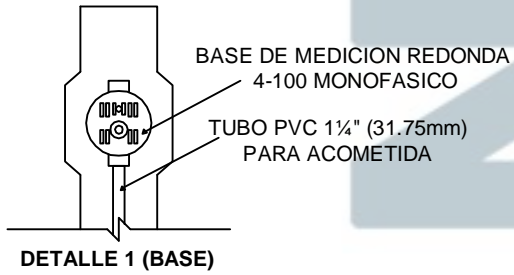 BASE DE MEDICION REDONDA
4-100 MONOFASICO
TUBO PVC 1¼" (31.75mm)
PARA ACOMETIDA
DETALLE 1 (BASE)